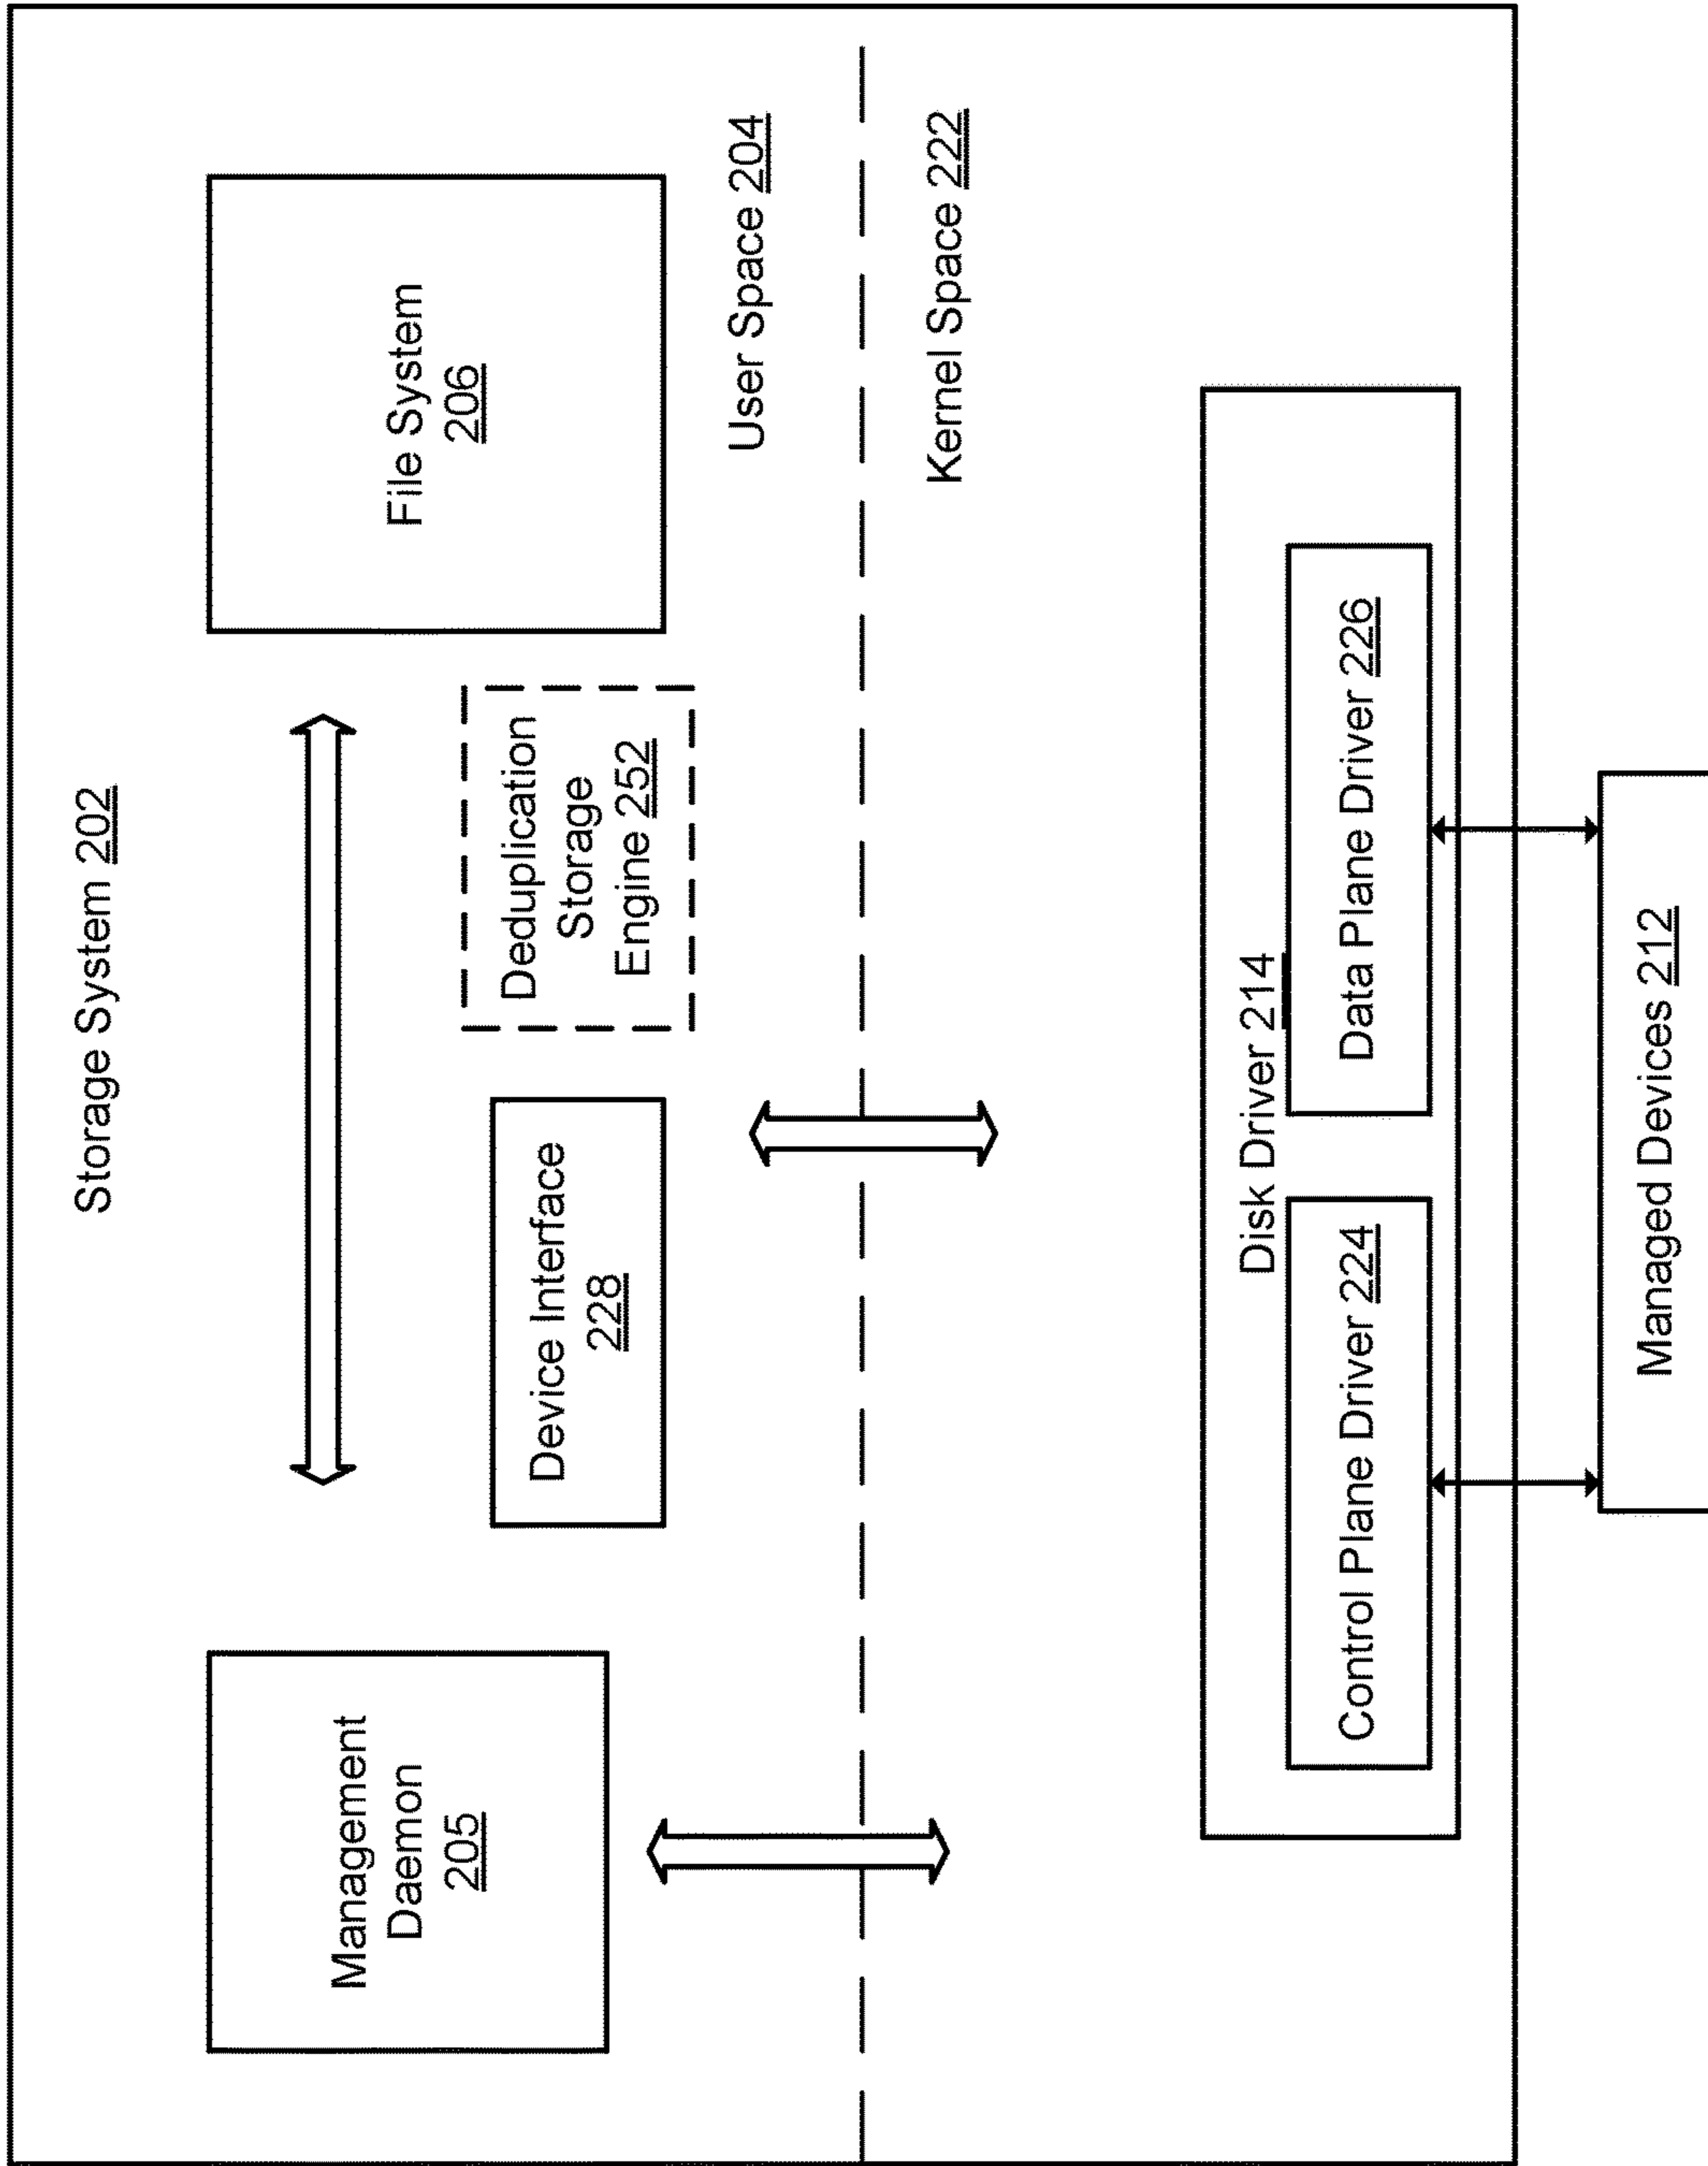 Storage System 202
Management
Daemon
205
Device Interface
228
Deduplication
Storage
Engine 252
File System
206
User Space 204
Kernel Space 222
Disk Driver 214
Control Plane Driver 224
Data Plane Driver 226
Managed Devices 212